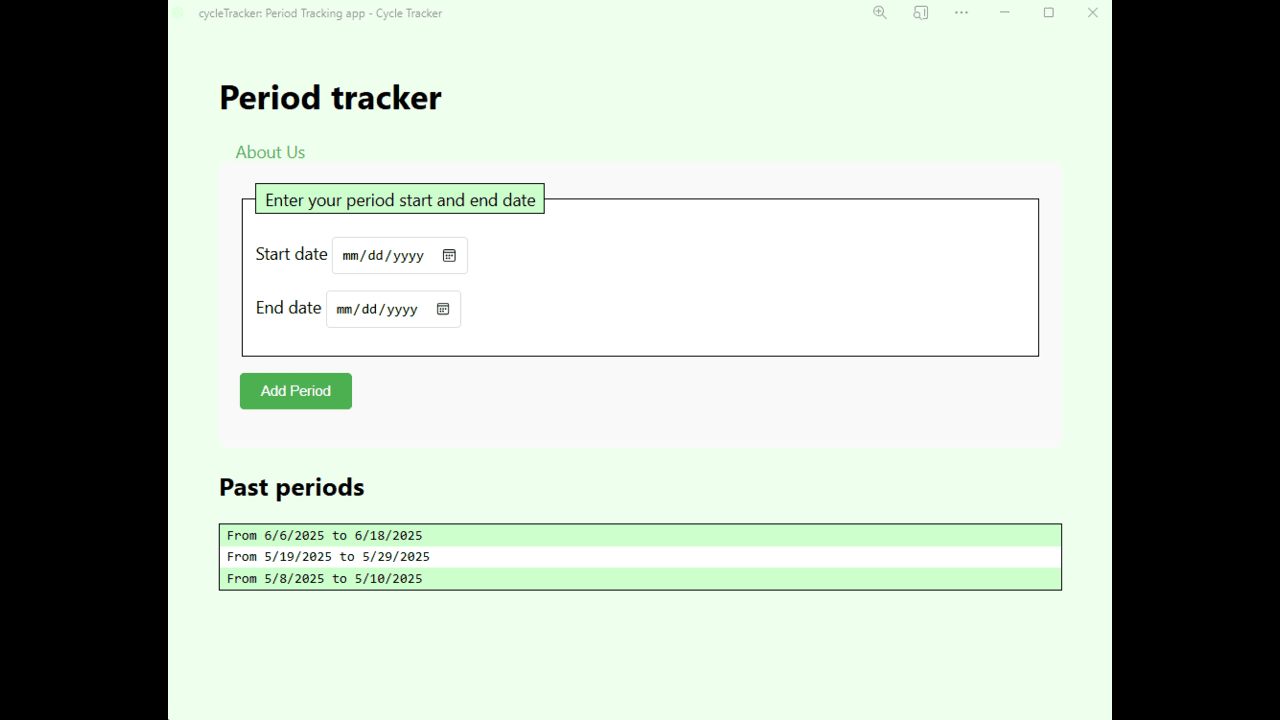 cycleTracker: Period Tracking app - Cycle Tracker
Period tracker
About Us
Enter your period start and end date
Start date mm/dd/yyyy
End date mm/dd/yyyy
Add Period
Past periods
From 6/6/2025 to 6/18/2025
From 5/19/2025 to 5/29/2025
From 5/8/2025 to 5/10/2025